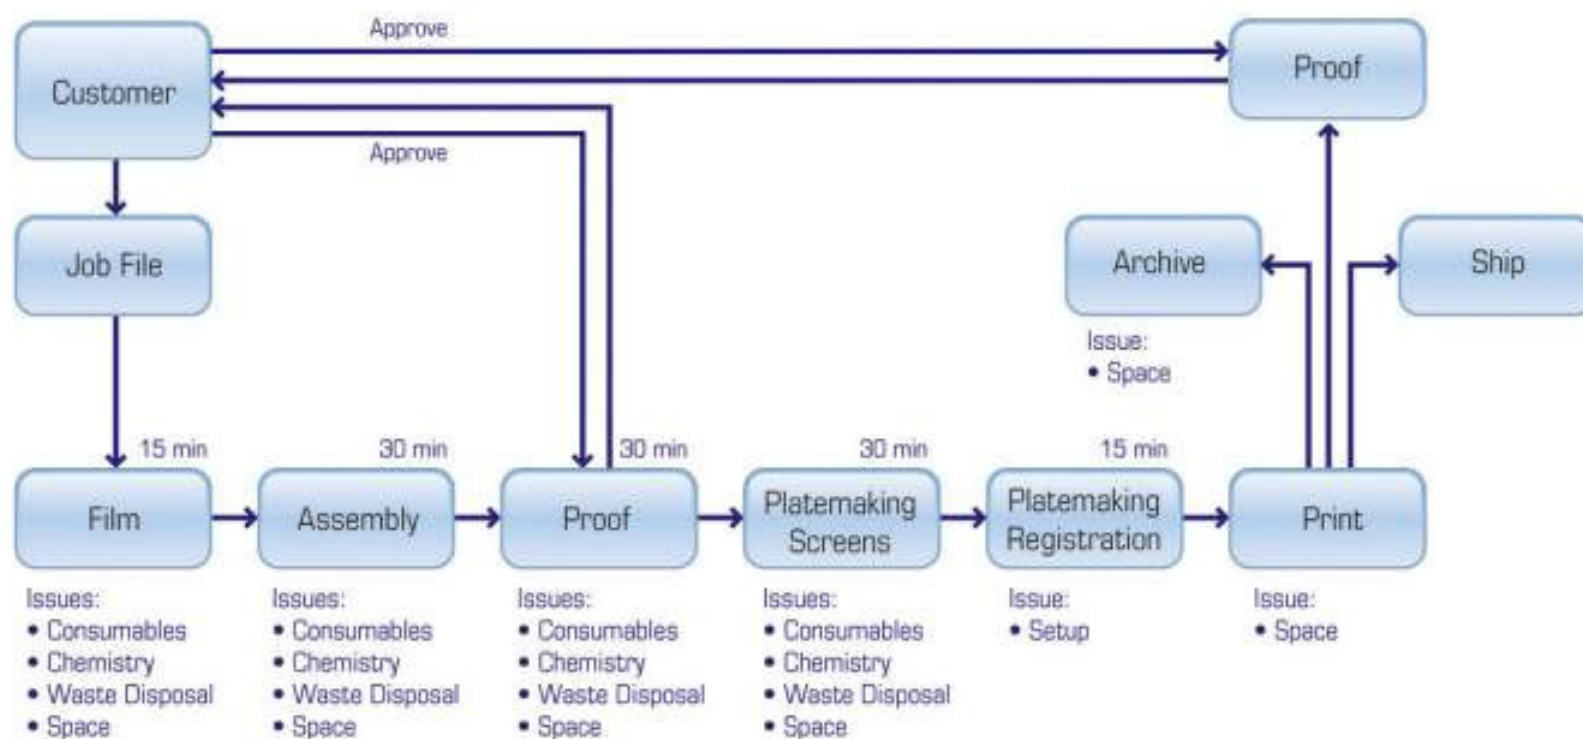 Approve
Customer
Proof
Approve
Job File
Archive
Ship
Issue:
• Space
15 min
30 min
30 min
30 min
15 min
Film
Assembly
Proof
Platemaking
Screens
Platemaking
Registration
Print
Issues:
• Consumables
• Chemistry
• Waste Disposal
• Space
Issues:
• Consumables
• Chemistry
• Waste Disposal
• Space
Issues:
• Consumables
• Chemistry
• Waste Disposal
• Space
Issues:
• Consumables
• Chemistry
• Waste Disposal
• Space
Issue:
• Setup
Issue:
• Space